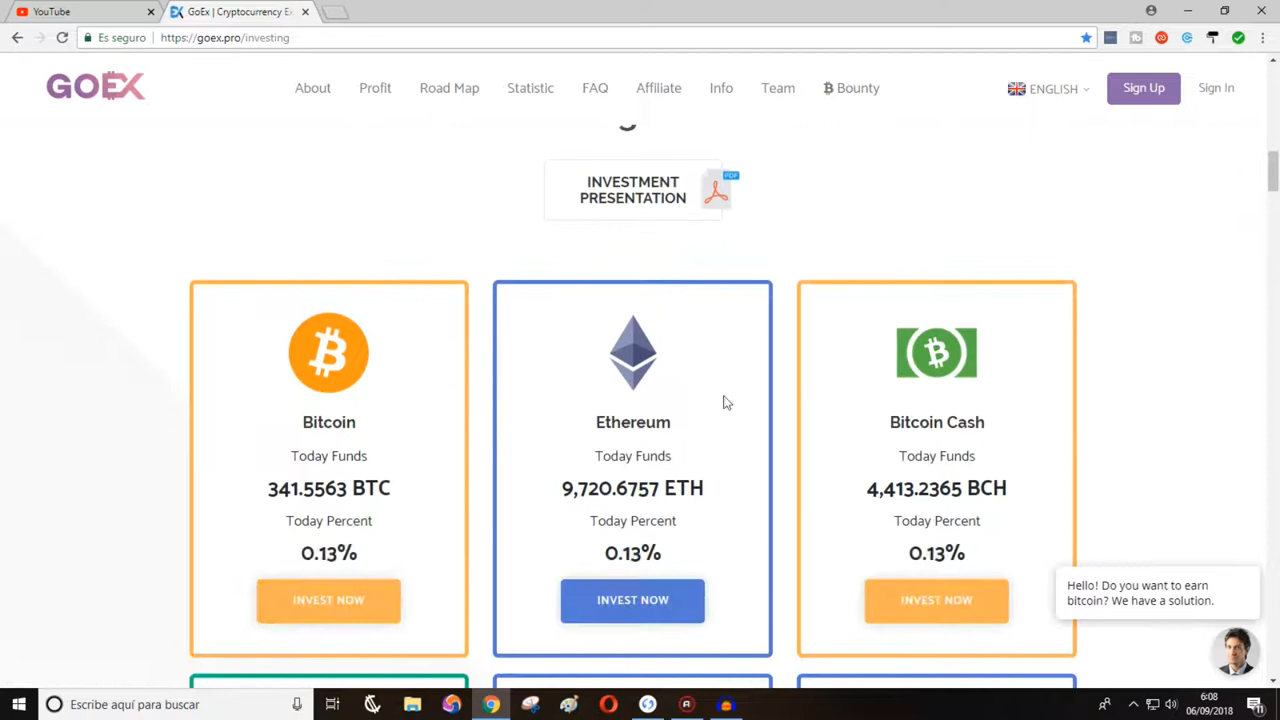 YouTube
GoEx | Cryptocurrency Ex
Es seguro
https://goex.pro/investing
GOEX
About
Profit
Road Map
Statistic
FAQ
Affiliate
Info
Team
Bounty
ENGLISH
Sign Up
Sign In
INVESTMENT
PRESENTATION
PDF
Bitcoin
Today Funds
341.5563 BTC
Today Percent
0.13%
INVEST NOW
Ethereum
Today Funds
9,720.6757 ETH
Today Percent
0.13%
INVEST NOW
Bitcoin Cash
Today Funds
4,413.2365 BCH
Today Percent
0.13%
INVEST NOW
Hello! Do you want to earn
bitcoin? We have a solution.
Escribe aquí para buscar
6:08
06/09/2018
11